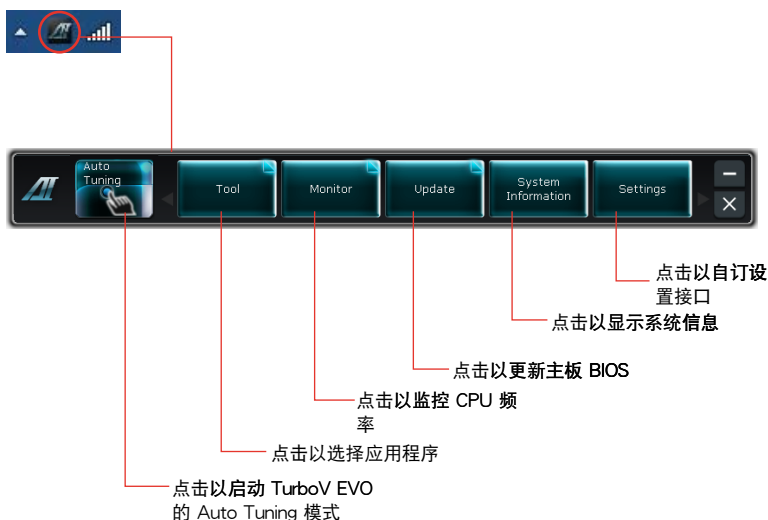 Auto
Tuning
Tool
Monitor
Update
System
Information
Settings
点击以自订设
置接口
点击以显示系统信息
点击以更新主板 BIOS
点击以监控 CPU 频
率
点击以选择应用程序
点击以启动 TurboV EVO
的 Auto Tuning 模式